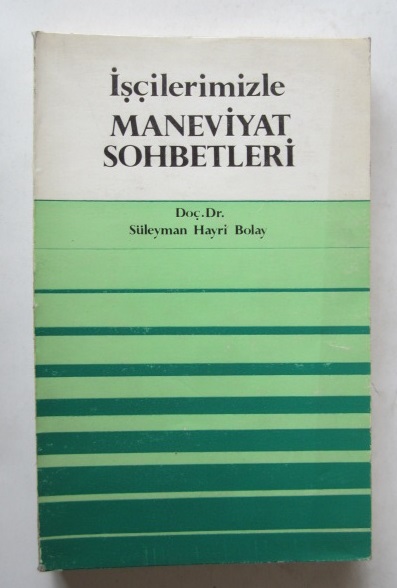 İşçilerimizle
MANEVİYAT
SOHBETLERİ
Doç.Dr.
Süleyman Hayri Bolay